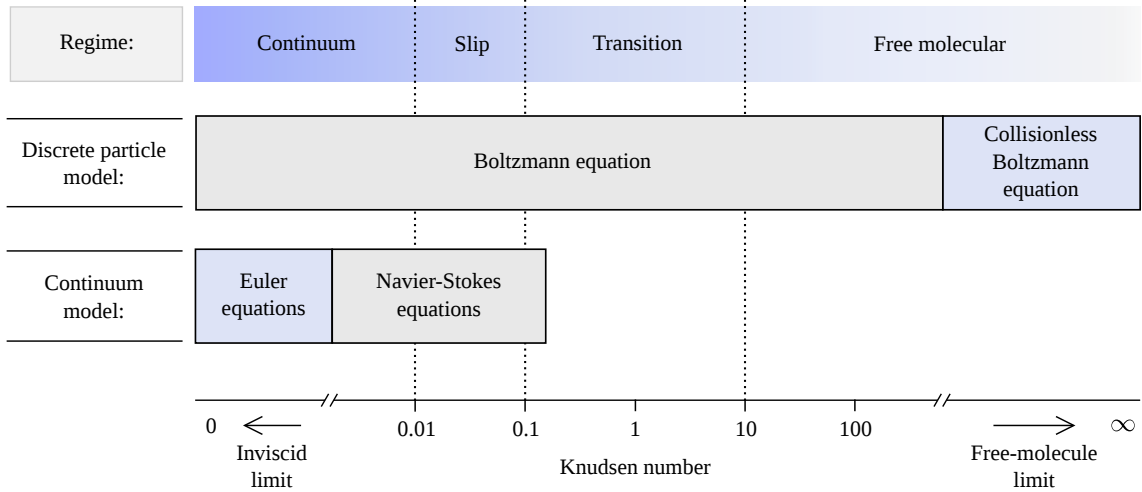 Regime:
Continuum
Slip
Transition
Free molecular
Discrete particle
model:
Boltzmann equation
Collisionless
Boltzmann
equation
Continuum
model:
Euler
equations
Navier-Stokes
equations
0
0.01
0.1
1
10
100
∞
Inviscid
limit
Knudsen number
Free-molecule
limit